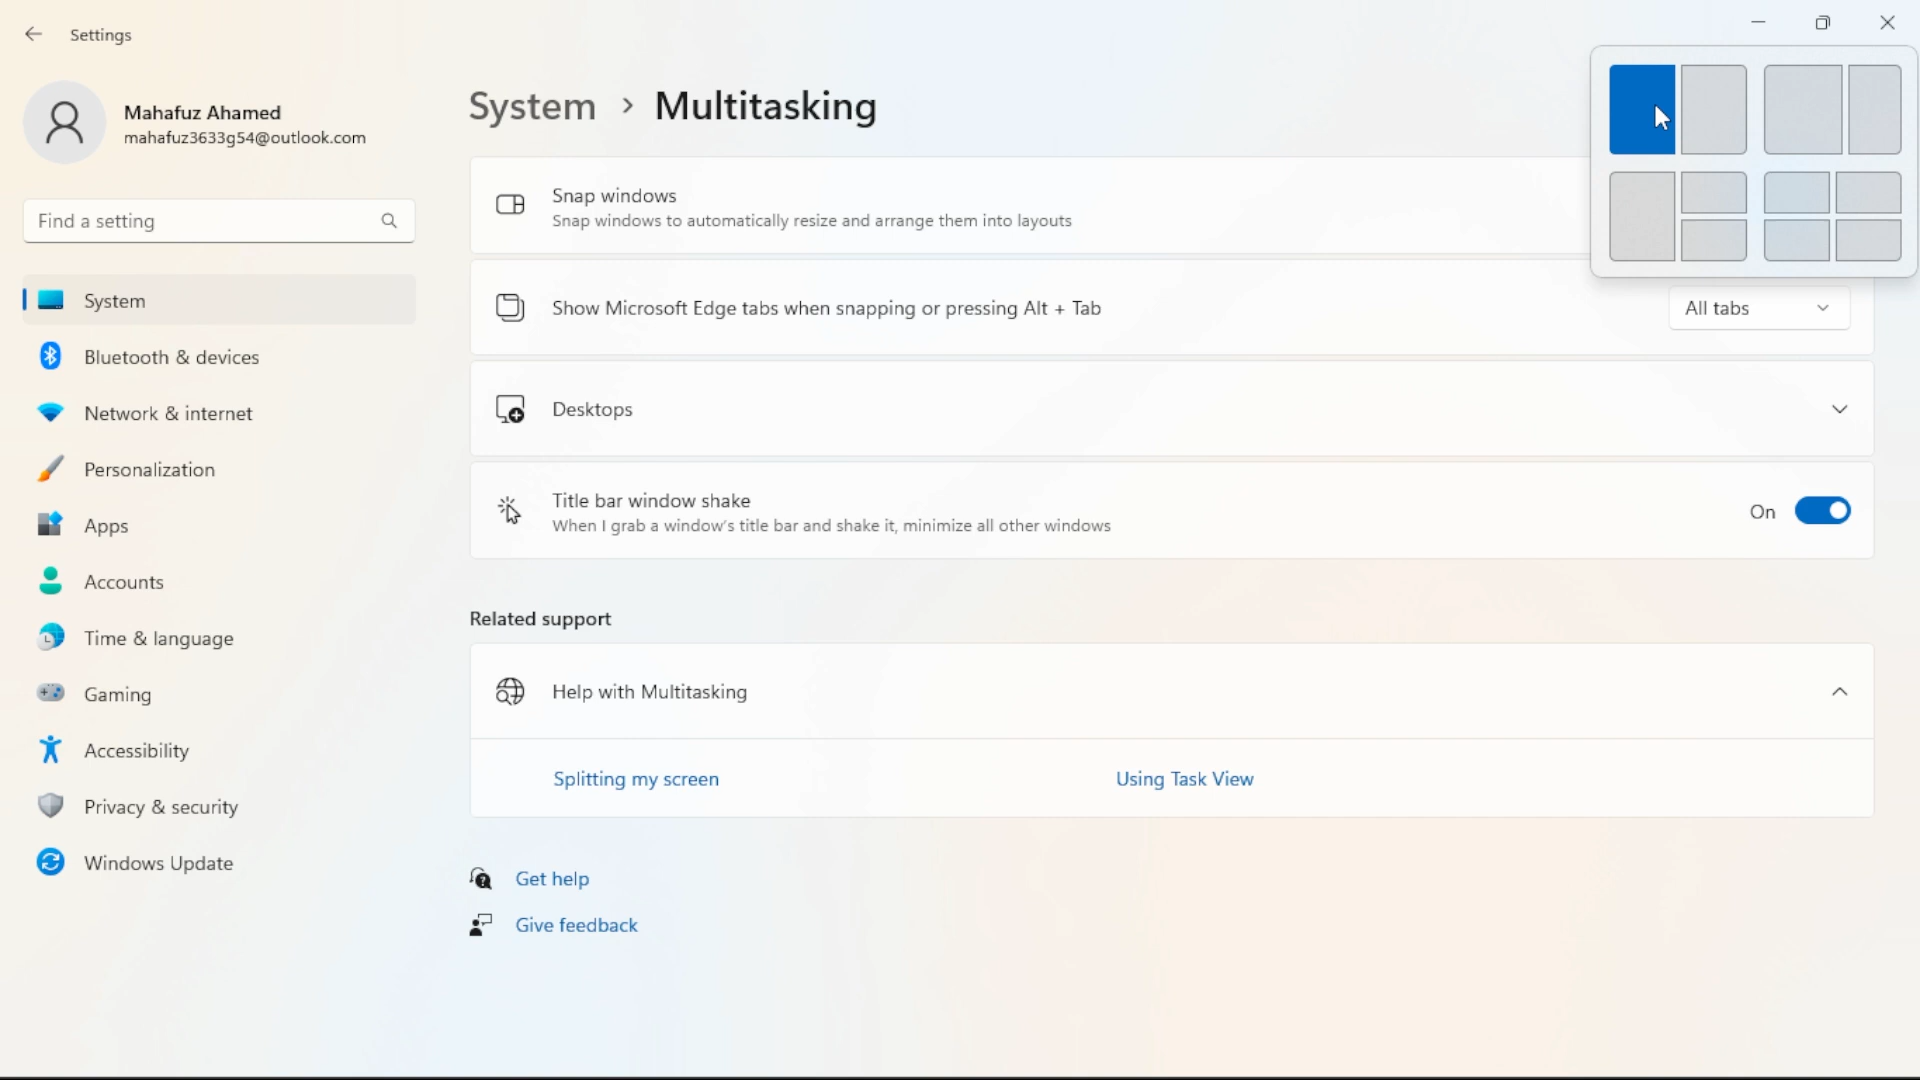 Settings
Mahafuz Ahamed
mahafuz3633g54@outlook.com
Find a setting
System
Bluetooth & devices
Network & internet
Personalization
Apps
Accounts
Time & language
Gaming
Accessibility
Privacy & security
Windows Update
System > Multitasking
Snap windows
Snap windows to automatically resize and arrange them into layouts
Show Microsoft Edge tabs when snapping or pressing Alt + Tab
All tabs
Desktops
Title bar window shake
When I grab a window's title bar and shake it, minimize all other windows
On
Related support
Help with Multitasking
Splitting my screen
Using Task View
Get help
Give feedback